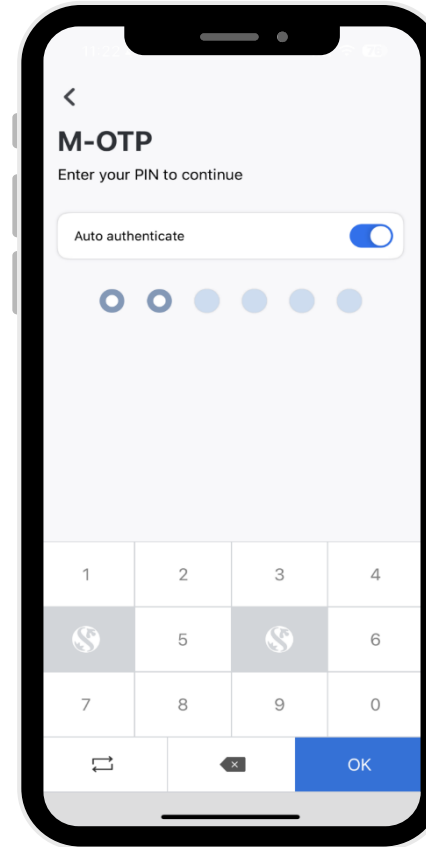 M-OTP
Enter your PIN to continue
Auto authenticate
1 2 3 4
5 6
7 8 9 0
OK